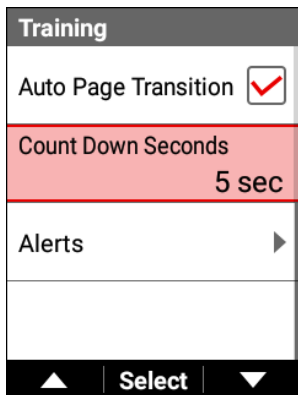 Training
Auto Page Transition
Count Down Seconds
5 sec
Alerts
Select